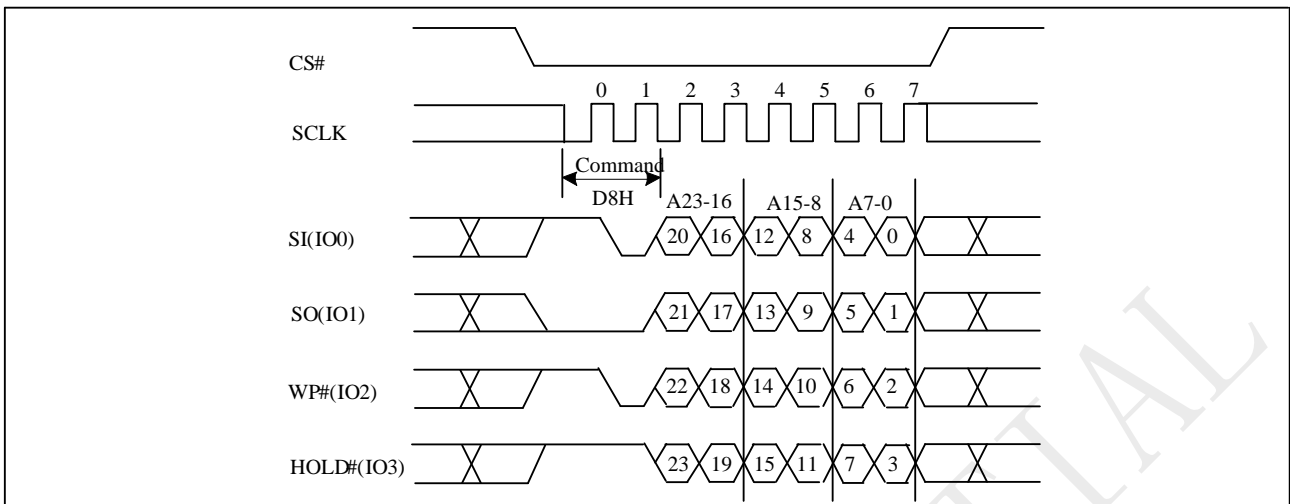 CS#
0 1 2 3 4 5 6 7
SCLK
Command
D8H
A23-16 A15-8 A7-0
SI(IO0) 20 16 12 8 4 0
SO(IO1) 21 17 13 9 5 1
WP#(IO2) 22 18 14 10 6 2
HOLD#(IO3) 23 19 15 11 7 3
TIAL